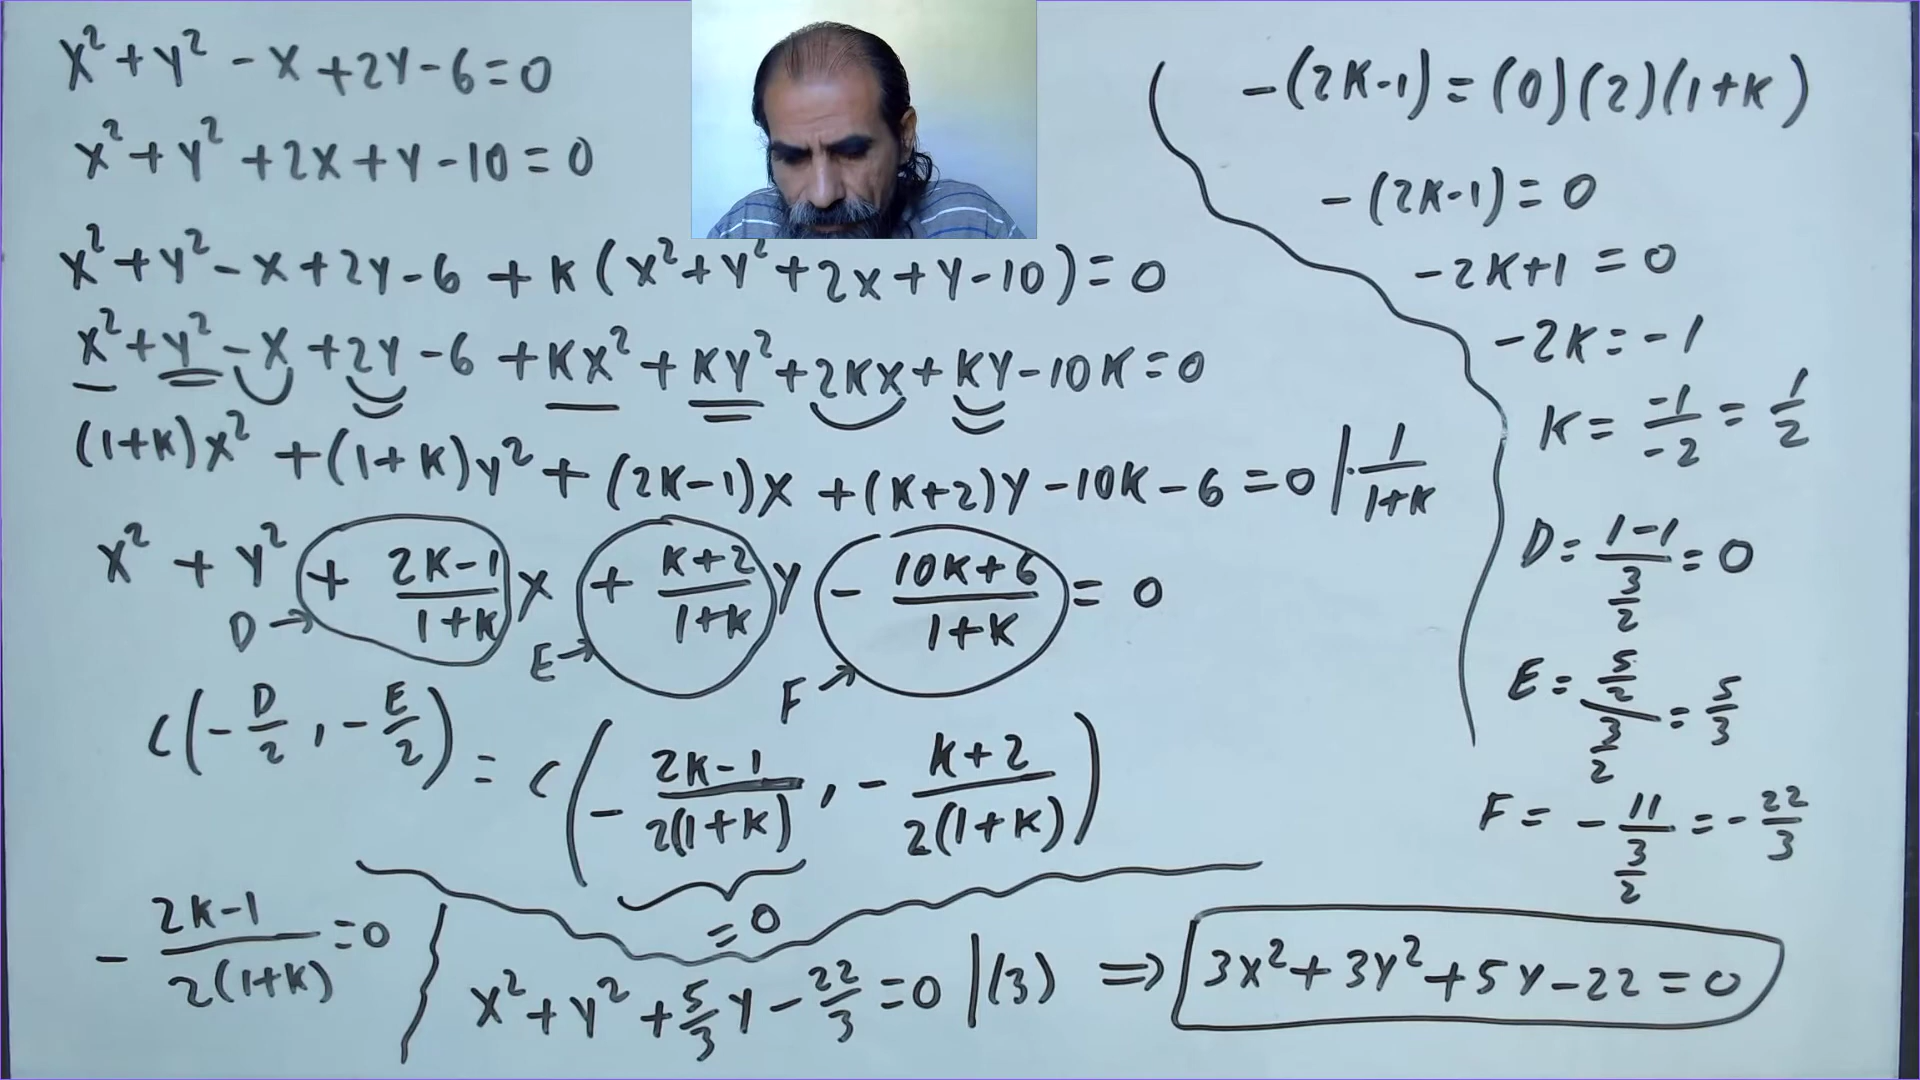 x² + y² - x + 2y - 6 = 0
x² + y² + 2x + y - 10 = 0
x² + y² - x + 2y - 6 + k(x² + y² + 2x + y - 10) = 0
x² + y² - x + 2y - 6 + kx² + ky² + 2kx + ky - 10k = 0
(1+k)x² + (1+k)y² + (2k-1)x + (k+2)y - 10k - 6 = 0 | · 1/(1+k)
x² + y² + (2k-1)/(1+k) x + (k+2)/(1+k) y - (10k+6)/(1+k) = 0
D → E → F →
C(-D/2, -E/2) = C(-(2k-1)/(2(1+k)), -(k+2)/(2(1+k)))
= 0
-(2k-1)/(2(1+k)) = 0
-(2k-1) = (0)(2)(1+k)
-(2k-1) = 0
-2k+1 = 0
-2k = -1
k = -1/-2 = 1/2
D = (1-1)/(3/2) = 0
E = (5/2)/(3/2) = 5/3
F = -11/(3/2) = -22/3
x² + y² + 5/3 y - 22/3 = 0 | (3) ⇒ 3x² + 3y² + 5y - 22 = 0